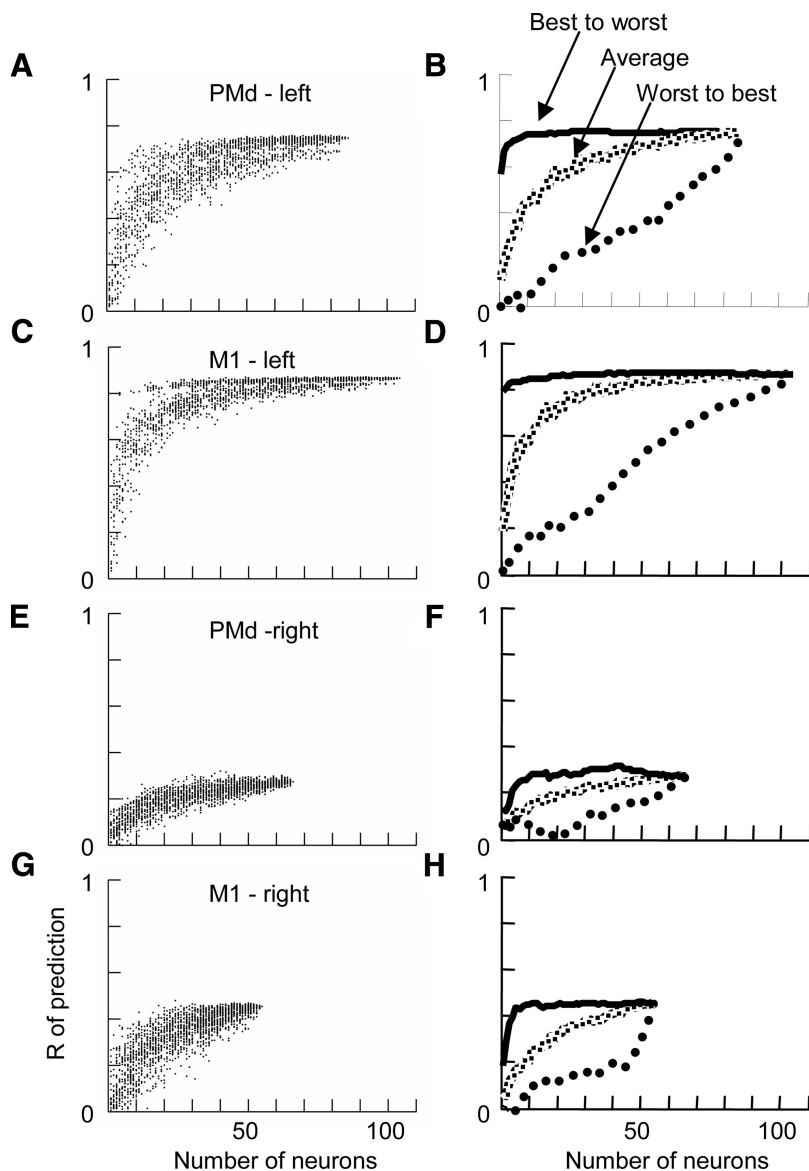 Best to worst
Average
Worst to best
A
PMd - left
B
1
1
0
0
C
M1 - left
D
1
1
0
0
E
PMd -right
F
1
1
0
0
G
M1 - right
H
1
1
R of prediction
0
0
50
100
50
100
Number of neurons
Number of neurons